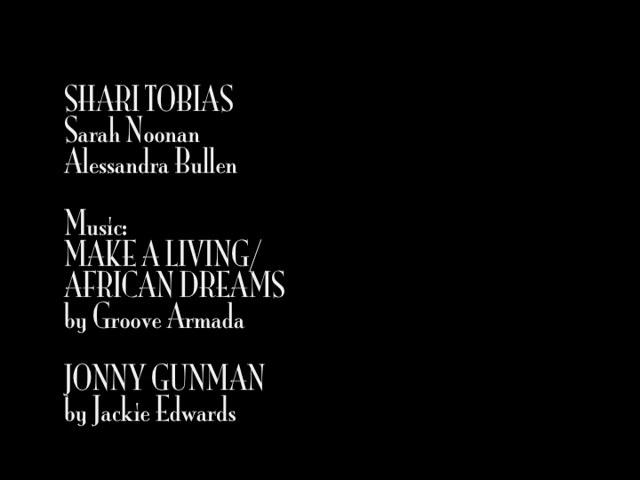 SHARI TOBIAS
Sarah Noonan
Alessandra Bullen
Music:
MAKE A LIVING/
AFRICAN DREAMS
by Groove Armada
JONNY GUNMAN
by Jackie Edwards